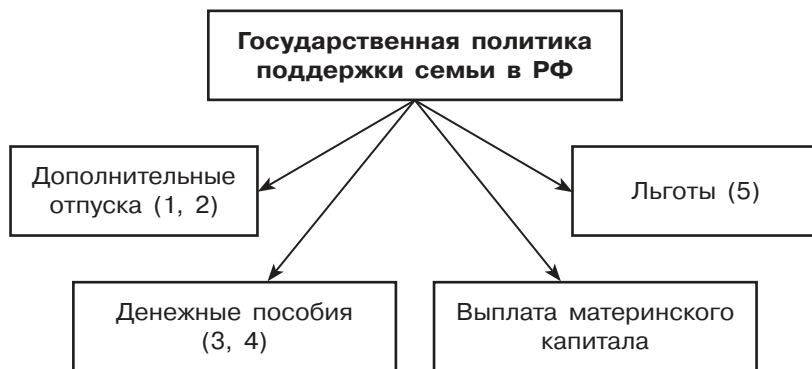 Государственная политика
поддержки семьи в РФ
Дополнительные
отпуска (1, 2)
Льготы (5)
Денежные пособия
(3, 4)
Выплата материнского
капитала